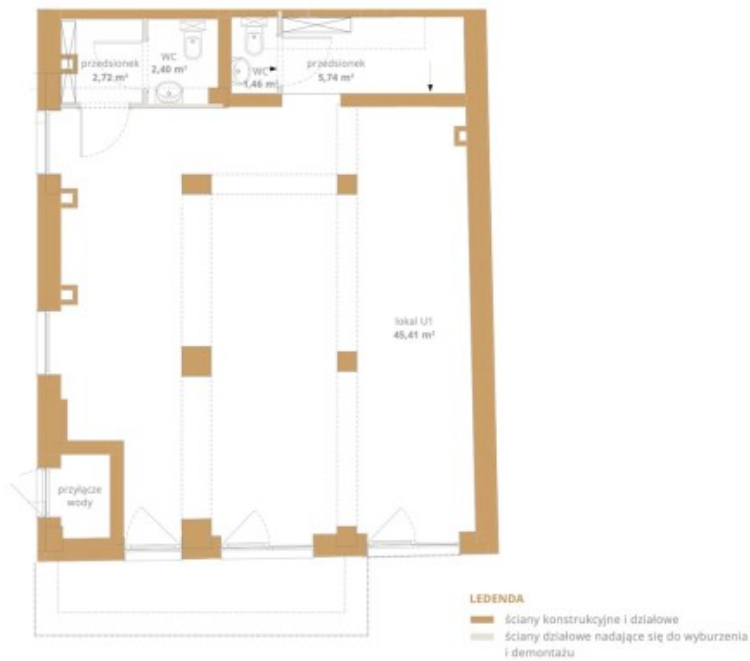 przedsionek
2,72 m²
WC
2,40 m²
WC
1,46 m²
przedsionek
5,74 m²
lokal U1
45,41 m²
przyłącze
wody
LEDENDA
ściany konstrukcyjne i działowe
ściany działowe nadające się do wyburzenia
i demontażu